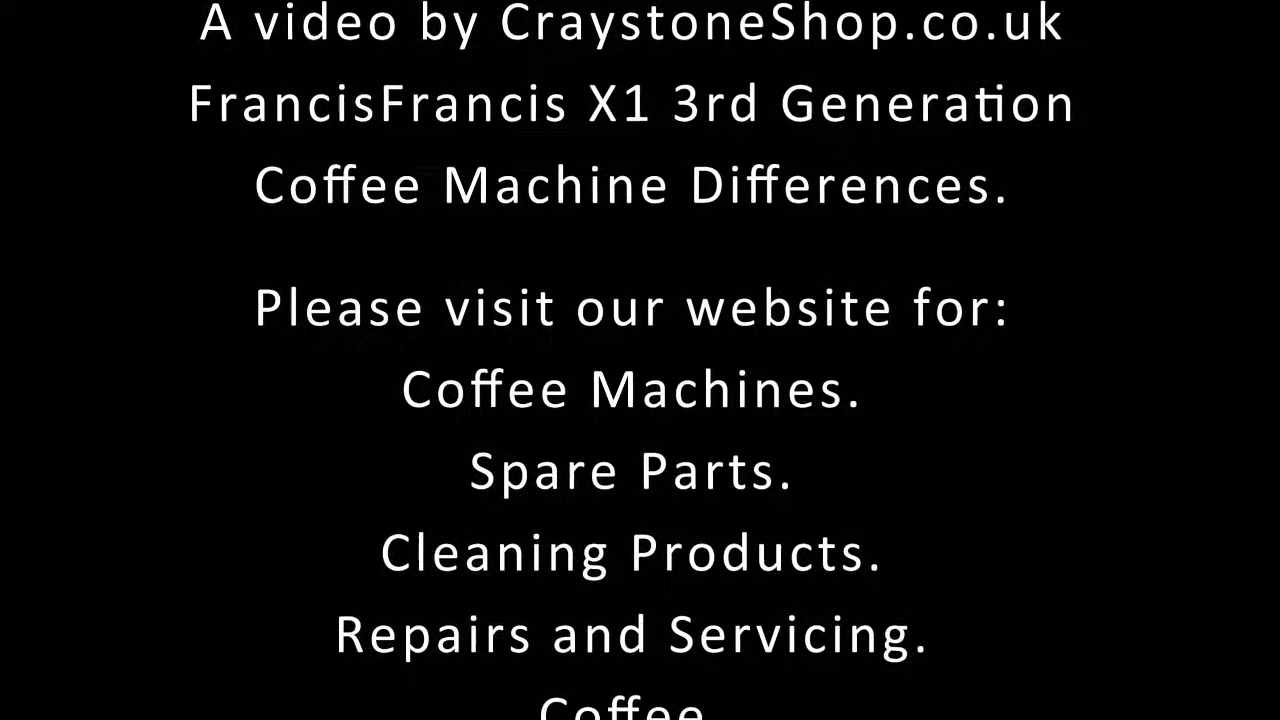 A video by CraystoneShop.co.uk
FrancisFrancis X1 3rd Generation
Coffee Machine Differences.
Please visit our website for:
Coffee Machines.
Spare Parts.
Cleaning Products.
Repairs and Servicing.
Coffee